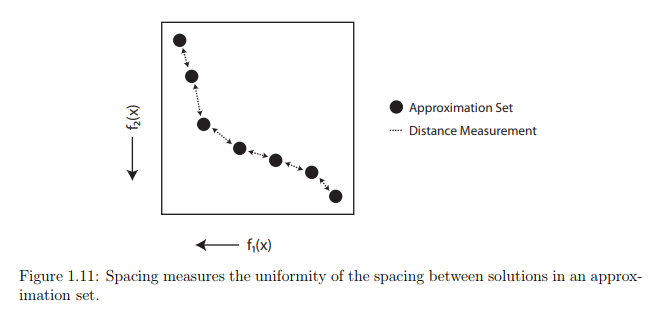 f₂(x)
Approximation Set
Distance Measurement
f₁(x)
Figure 1.11: Spacing measures the uniformity of the spacing between solutions in an approx-
imation set.